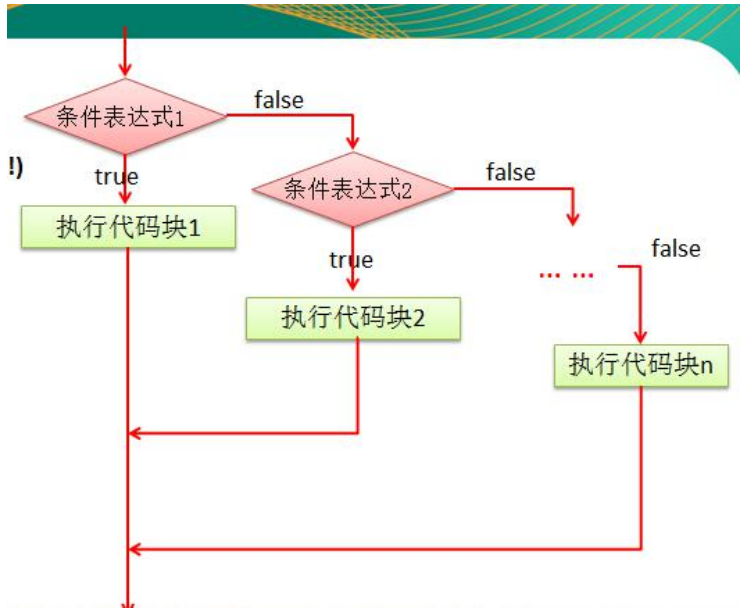 条件表达式1
false
!)
true
条件表达式2
false
执行代码块1
true
... ...
false
执行代码块2
执行代码块n